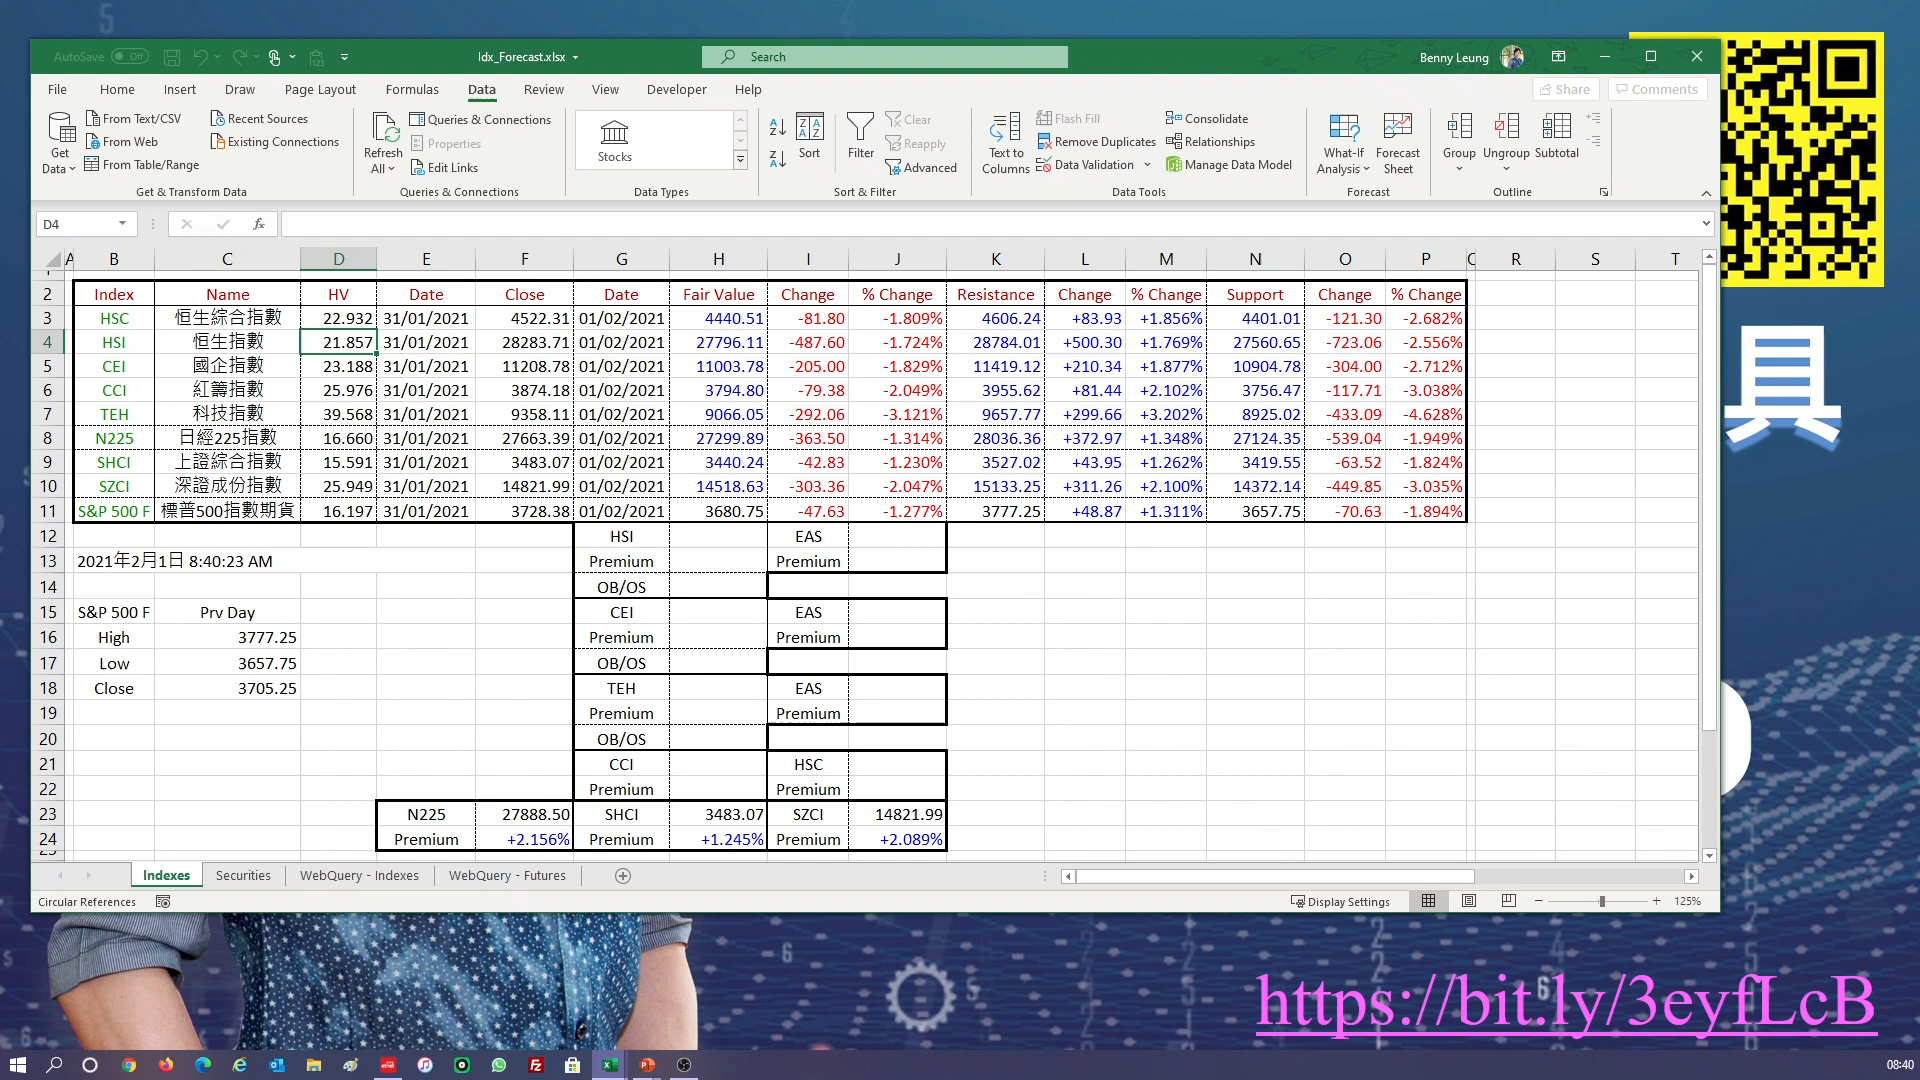 AutoSave Off Idx_Forecast.xlsx Search Benny Leung
File Home Insert Draw Page Layout Formulas Data Review View Developer Help Share Comments
Get Data From Text/CSV From Web From Table/Range Recent Sources Existing Connections
Refresh All Queries & Connections Properties Edit Links
Stocks
Sort Filter Clear Reapply Advanced
Text to Columns Flash Fill Remove Duplicates Data Validation Consolidate Relationships Manage Data Model
What-If Analysis Forecast Sheet
Group Ungroup Subtotal
Get & Transform Data Queries & Connections Data Types Sort & Filter Data Tools Forecast Outline
D4 fx
A B C D E F G H I J K L M N O P R S T
2 Index Name HV Date Close Date Fair Value Change % Change Resistance Change % Change Support Change % Change
3 HSC 恒生綜合指數 22.932 31/01/2021 4522.31 01/02/2021 4440.51 -81.80 -1.809% 4606.24 +83.93 +1.856% 4401.01 -121.30 -2.682%
4 HSI 恒生指數 21.857 31/01/2021 28283.71 01/02/2021 27796.11 -487.60 -1.724% 28784.01 +500.30 +1.769% 27560.65 -723.06 -2.556%
5 CEI 國企指數 23.188 31/01/2021 11208.78 01/02/2021 11003.78 -205.00 -1.829% 11419.12 +210.34 +1.877% 10904.78 -304.00 -2.712%
6 CCI 紅籌指數 25.976 31/01/2021 3874.18 01/02/2021 3794.80 -79.38 -2.049% 3955.62 +81.44 +2.102% 3756.47 -117.71 -3.038%
7 TEH 科技指數 39.568 31/01/2021 9358.11 01/02/2021 9066.05 -292.06 -3.121% 9657.77 +299.66 +3.202% 8925.02 -433.09 -4.628%
8 N225 日經225指數 16.660 31/01/2021 27663.39 01/02/2021 27299.89 -363.50 -1.314% 28036.36 +372.97 +1.348% 27124.35 -539.04 -1.949%
9 SHCI 上證綜合指數 15.591 31/01/2021 3483.07 01/02/2021 3440.24 -42.83 -1.230% 3527.02 +43.95 +1.262% 3419.55 -63.52 -1.824%
10 SZCI 深證成份指數 25.949 31/01/2021 14821.99 01/02/2021 14518.63 -303.36 -2.047% 15133.25 +311.26 +2.100% 14372.14 -449.85 -3.035%
11 S&P 500 F 標普500指數期貨 16.197 31/01/2021 3728.38 01/02/2021 3680.75 -47.63 -1.277% 3777.25 +48.87 +1.311% 3657.75 -70.63 -1.894%
12 HSI EAS
13 2021年2月1日 8:40:23 AM Premium Premium
14 OB/OS
15 S&P 500 F Prv Day CEI EAS
16 High 3777.25 Premium Premium
17 Low 3657.75 OB/OS
18 Close 3705.25 TEH EAS
19 Premium Premium
20 OB/OS
21 CCI HSC
22 Premium Premium
23 N225 27888.50 SHCI 3483.07 SZCI 14821.99
24 Premium +2.156% Premium +1.245% Premium +2.089%
Indexes Securities WebQuery - Indexes WebQuery - Futures
Circular References Display Settings 125%
具
https://bit.ly/3eyfLcB
08:40